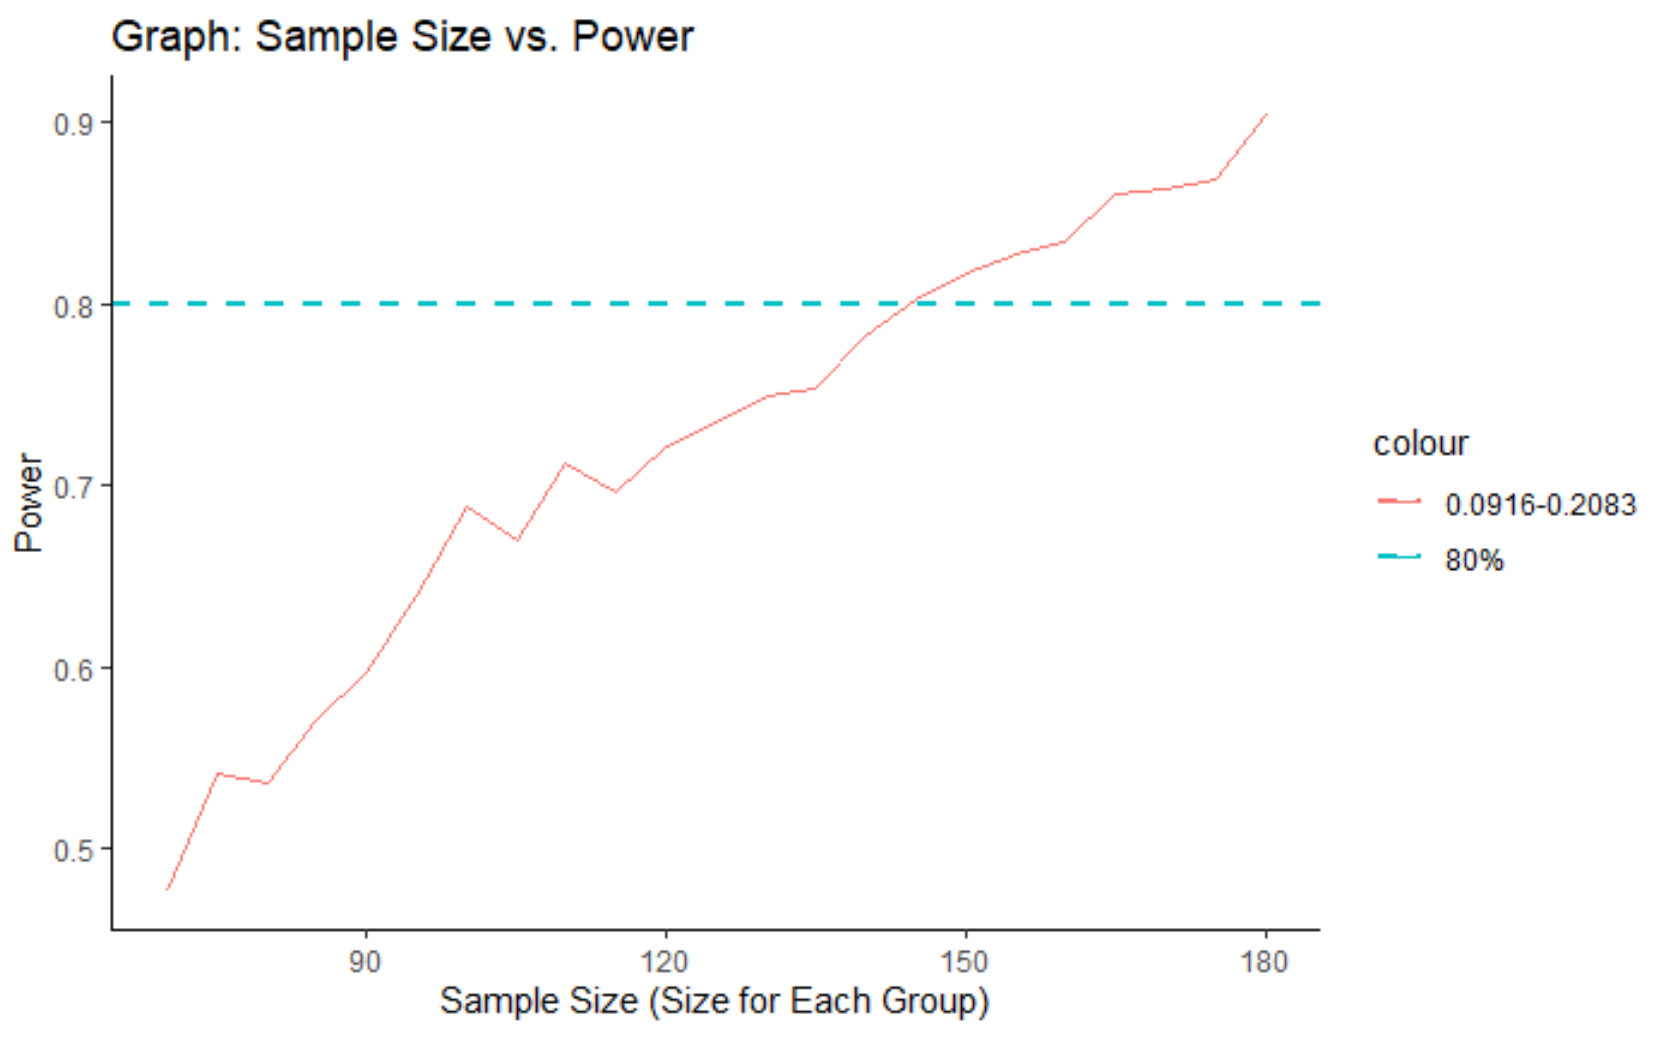 Graph: Sample Size vs. Power
0.9
0.8
0.7
0.6
0.5
Power
90 120 150 180
Sample Size (Size for Each Group)
colour
0.0916-0.2083
80%